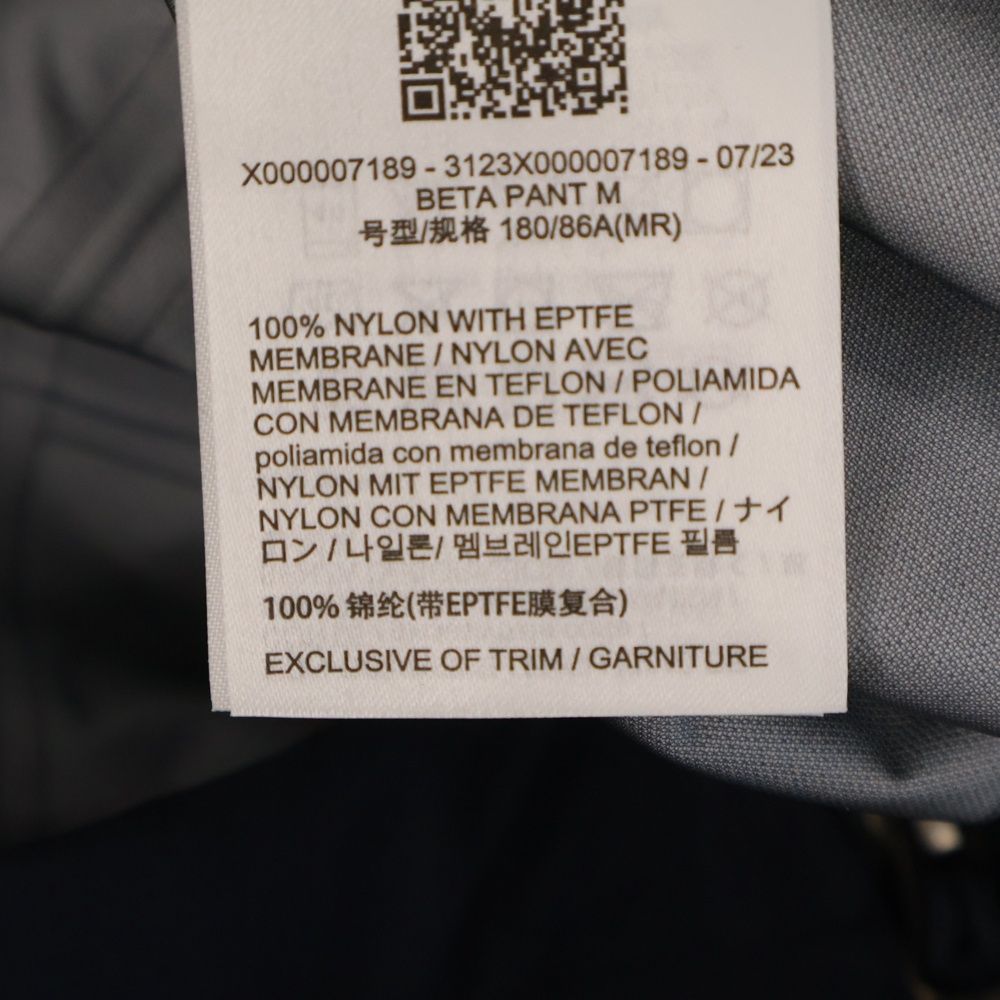 X000007189 - 3123X000007189 - 07/23
BETA PANT M
号型/规格 180/86A(MR)
100% NYLON WITH EPTFE
MEMBRANE / NYLON AVEC
MEMBRANE EN TEFLON / POLIAMIDA
CON MEMBRANA DE TEFLON /
poliamida con membrana de teflon /
NYLON MIT EPTFE MEMBRAN /
NYLON CON MEMBRANA PTFE / ナイ
ロン / 나일론/ 멤브레인EPTFE 필름
100% 锦纶(带EPTFE膜复合)
EXCLUSIVE OF TRIM / GARNITURE